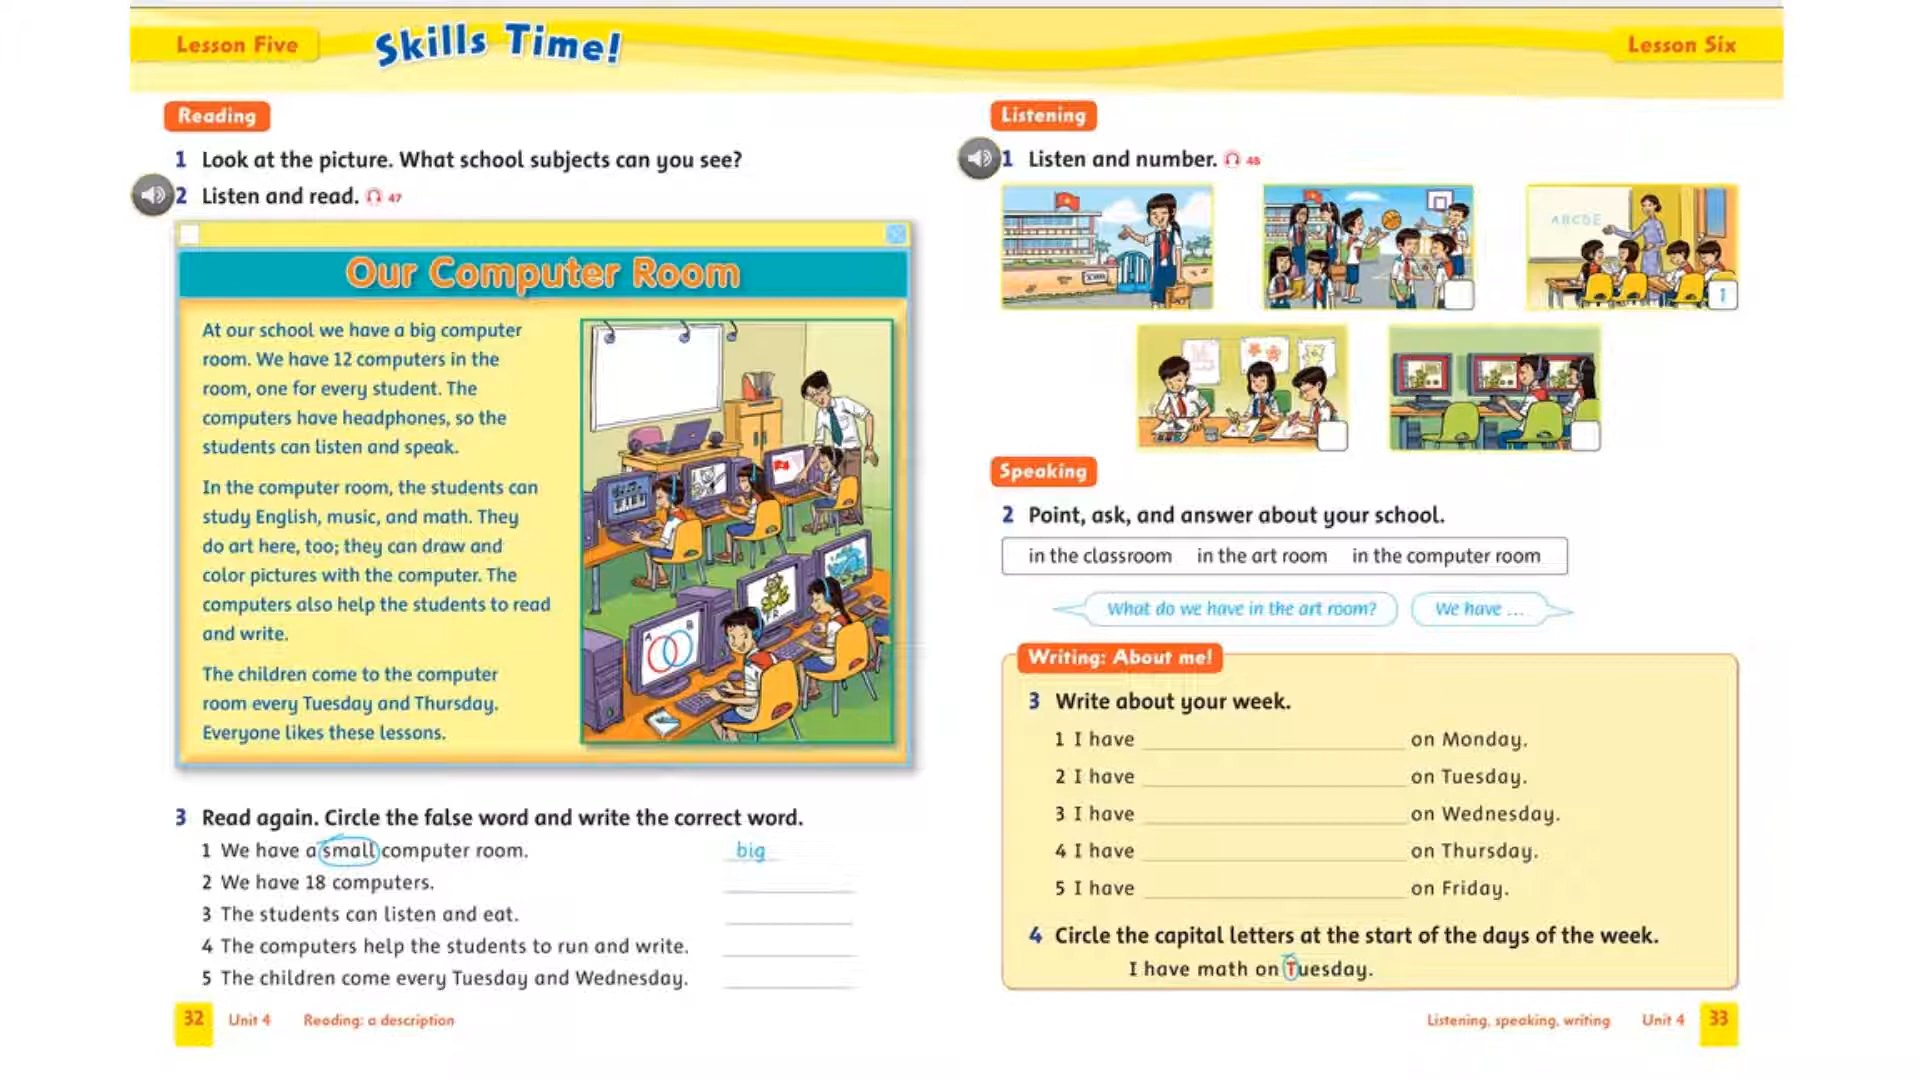 Lesson Five
Skills Time!
Lesson Six
Reading
1 Look at the picture. What school subjects can you see?
2 Listen and read. 47
Our Computer Room
At our school we have a big computer
room. We have 12 computers in the
room, one for every student. The
computers have headphones, so the
students can listen and speak.
In the computer room, the students can
study English, music, and math. They
do art here, too; they can draw and
color pictures with the computer. The
computers also help the students to read
and write.
The children come to the computer
room every Tuesday and Thursday.
Everyone likes these lessons.
A B
3 Read again. Circle the false word and write the correct word.
1 We have a small computer room. big
2 We have 18 computers.
3 The students can listen and eat.
4 The computers help the students to run and write.
5 The children come every Tuesday and Wednesday.
32 Unit 4 Reading: a description
Listening
1 Listen and number. 48
SCHOOL
ABCDE
1
Speaking
2 Point, ask, and answer about your school.
in the classroom in the art room in the computer room
What do we have in the art room? We have ...
Writing: About me!
3 Write about your week.
1 I have ______ on Monday.
2 I have ______ on Tuesday.
3 I have ______ on Wednesday.
4 I have ______ on Thursday.
5 I have ______ on Friday.
4 Circle the capital letters at the start of the days of the week.
I have math on Tuesday.
Listening, speaking, writing Unit 4 33